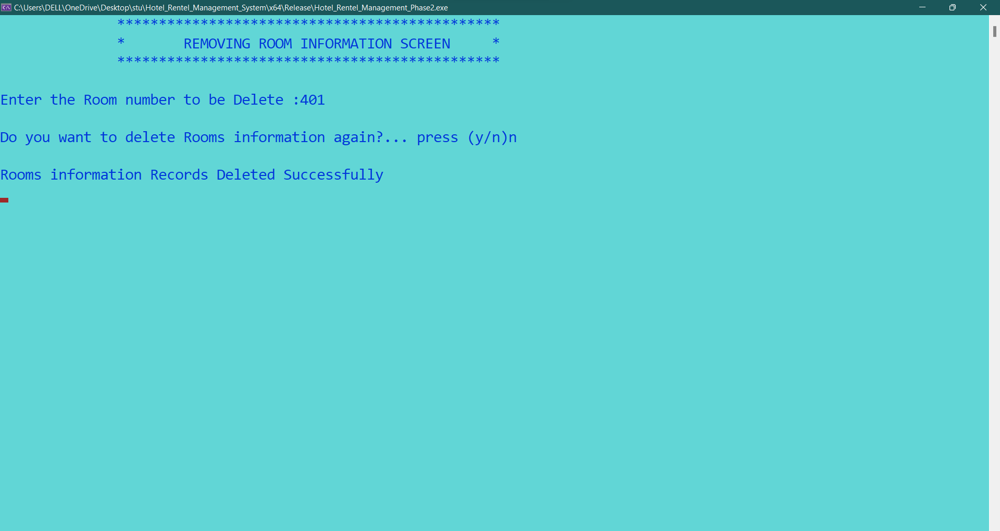 C:\Users\DELL\OneDrive\Desktop\stu\Hotel_Rentel_Management_System\x64\Release\Hotel_Rentel_Management_Phase2.exe
**********************************************
* REMOVING ROOM INFORMATION SCREEN *
**********************************************
Enter the Room number to be Delete :401
Do you want to delete Rooms information again?... press (y/n)n
Rooms information Records Deleted Successfully